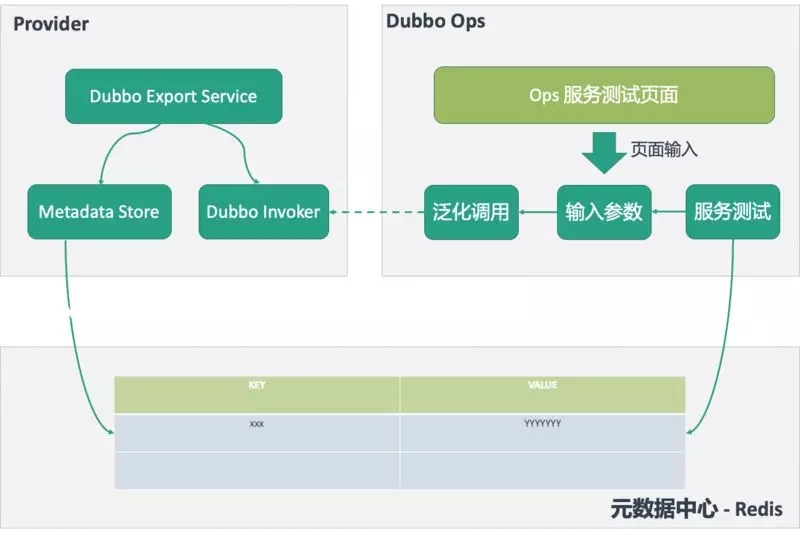 Provider
Dubbo Ops
Dubbo Export Service
Ops 服务测试页面
页面输入
Metadata Store
Dubbo Invoker
泛化调用
输入参数
服务测试
KEY
VALUE
xxx
YYYYYYY
元数据中心 - Redis